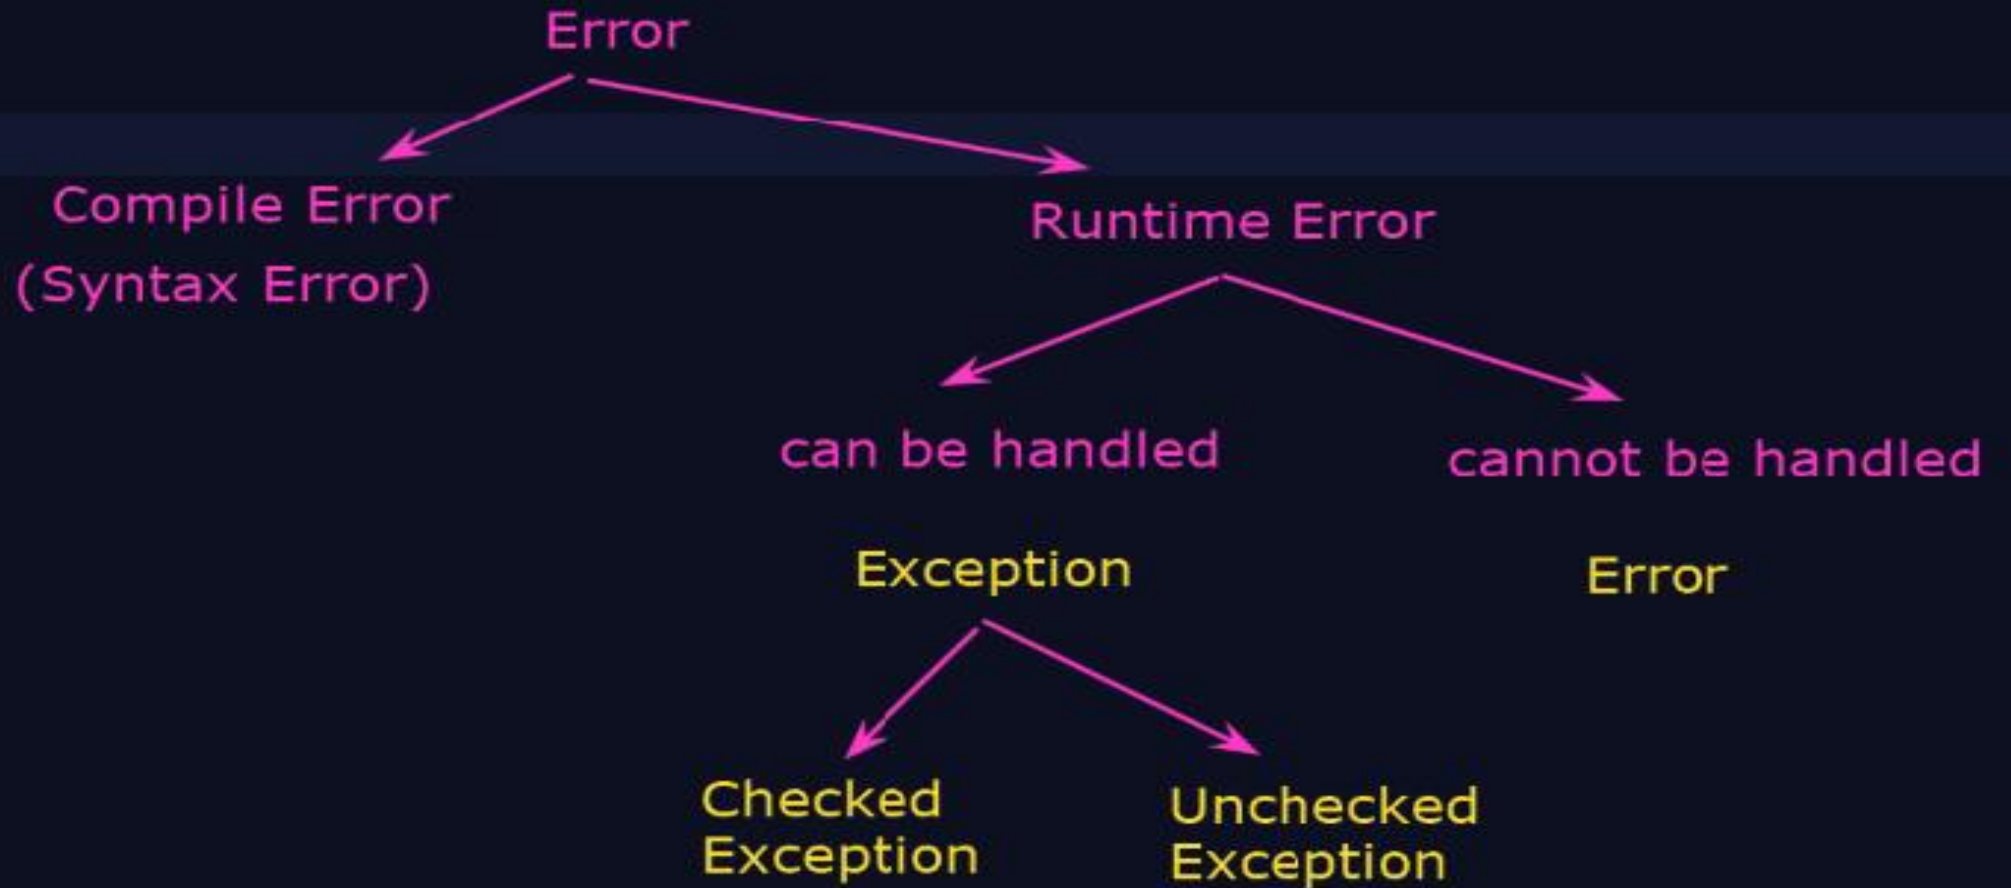 Error
Compile Error
(Syntax Error)
Runtime Error
can be handled
cannot be handled
Exception
Error
Checked
Exception
Unchecked
Exception